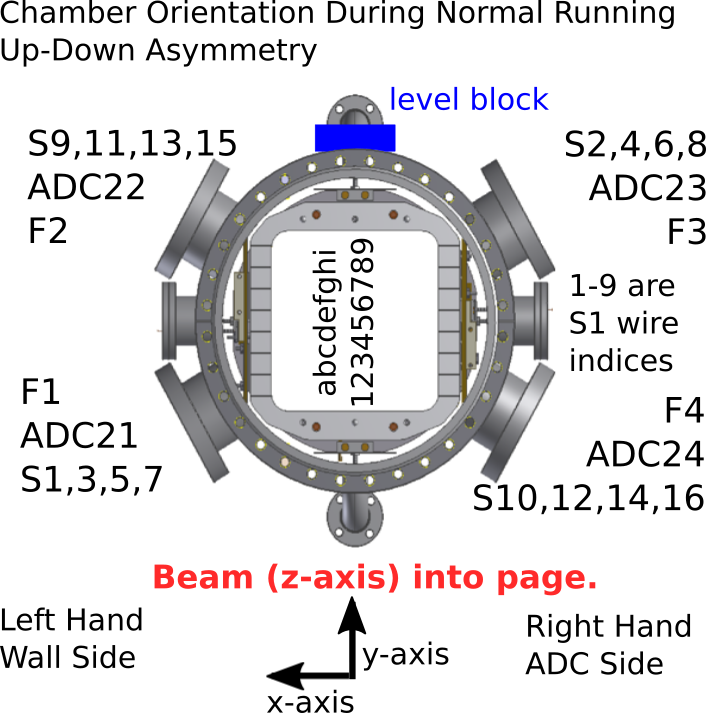 Chamber Orientation During Normal Running
Up-Down Asymmetry
level block
S9,11,13,15
ADC22
F2
S2,4,6,8
ADC23
F3
abcdefghi
123456789
1-9 are
S1 wire
indices
F1
ADC21
S1,3,5,7
F4
ADC24
S10,12,14,16
Beam (z-axis) into page.
Left Hand
Wall Side
y-axis
x-axis
Right Hand
ADC Side